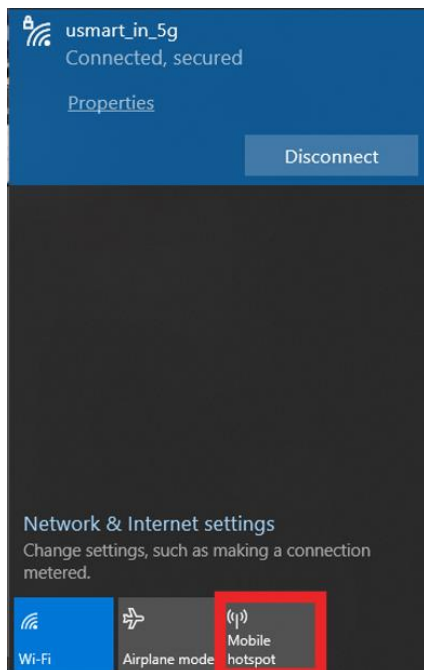 usmart_in_5g
Connected, secured
Properties
Disconnect
Network & Internet settings
Change settings, such as making a connection
metered.
Wi-Fi
Airplane mode
Mobile
hotspot